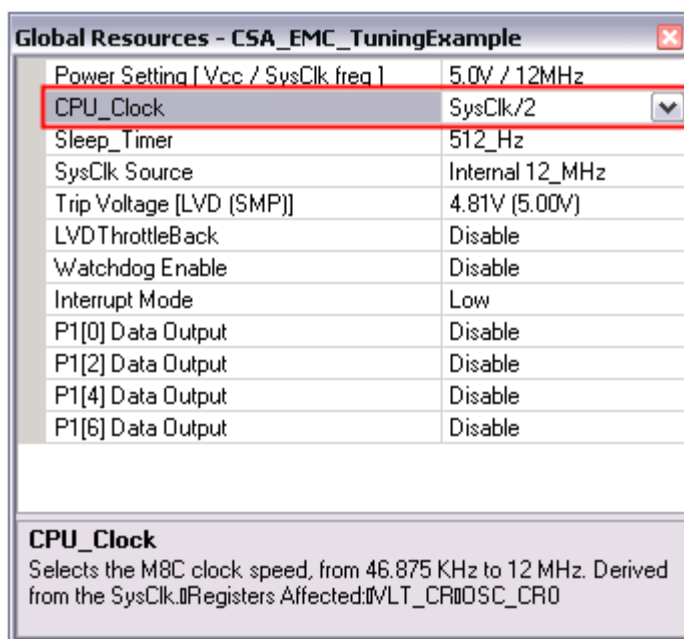 Global Resources - CSA_EMC_TuningExample
Power Setting [ Vcc / SysClk freq ] 5.0V / 12MHz
CPU_Clock SysClk/2
Sleep_Timer 512_Hz
SysClk Source Internal 12_MHz
Trip Voltage [LVD (SMP)] 4.81V (5.00V)
LVDThrottleBack Disable
Watchdog Enable Disable
Interrupt Mode Low
P1[0] Data Output Disable
P1[2] Data Output Disable
P1[4] Data Output Disable
P1[6] Data Output Disable
CPU_Clock
Selects the M8C clock speed, from 46.875 KHz to 12 MHz. Derived
from the SysClk.▯Registers Affected:▯VLT_CR▯OSC_CR0